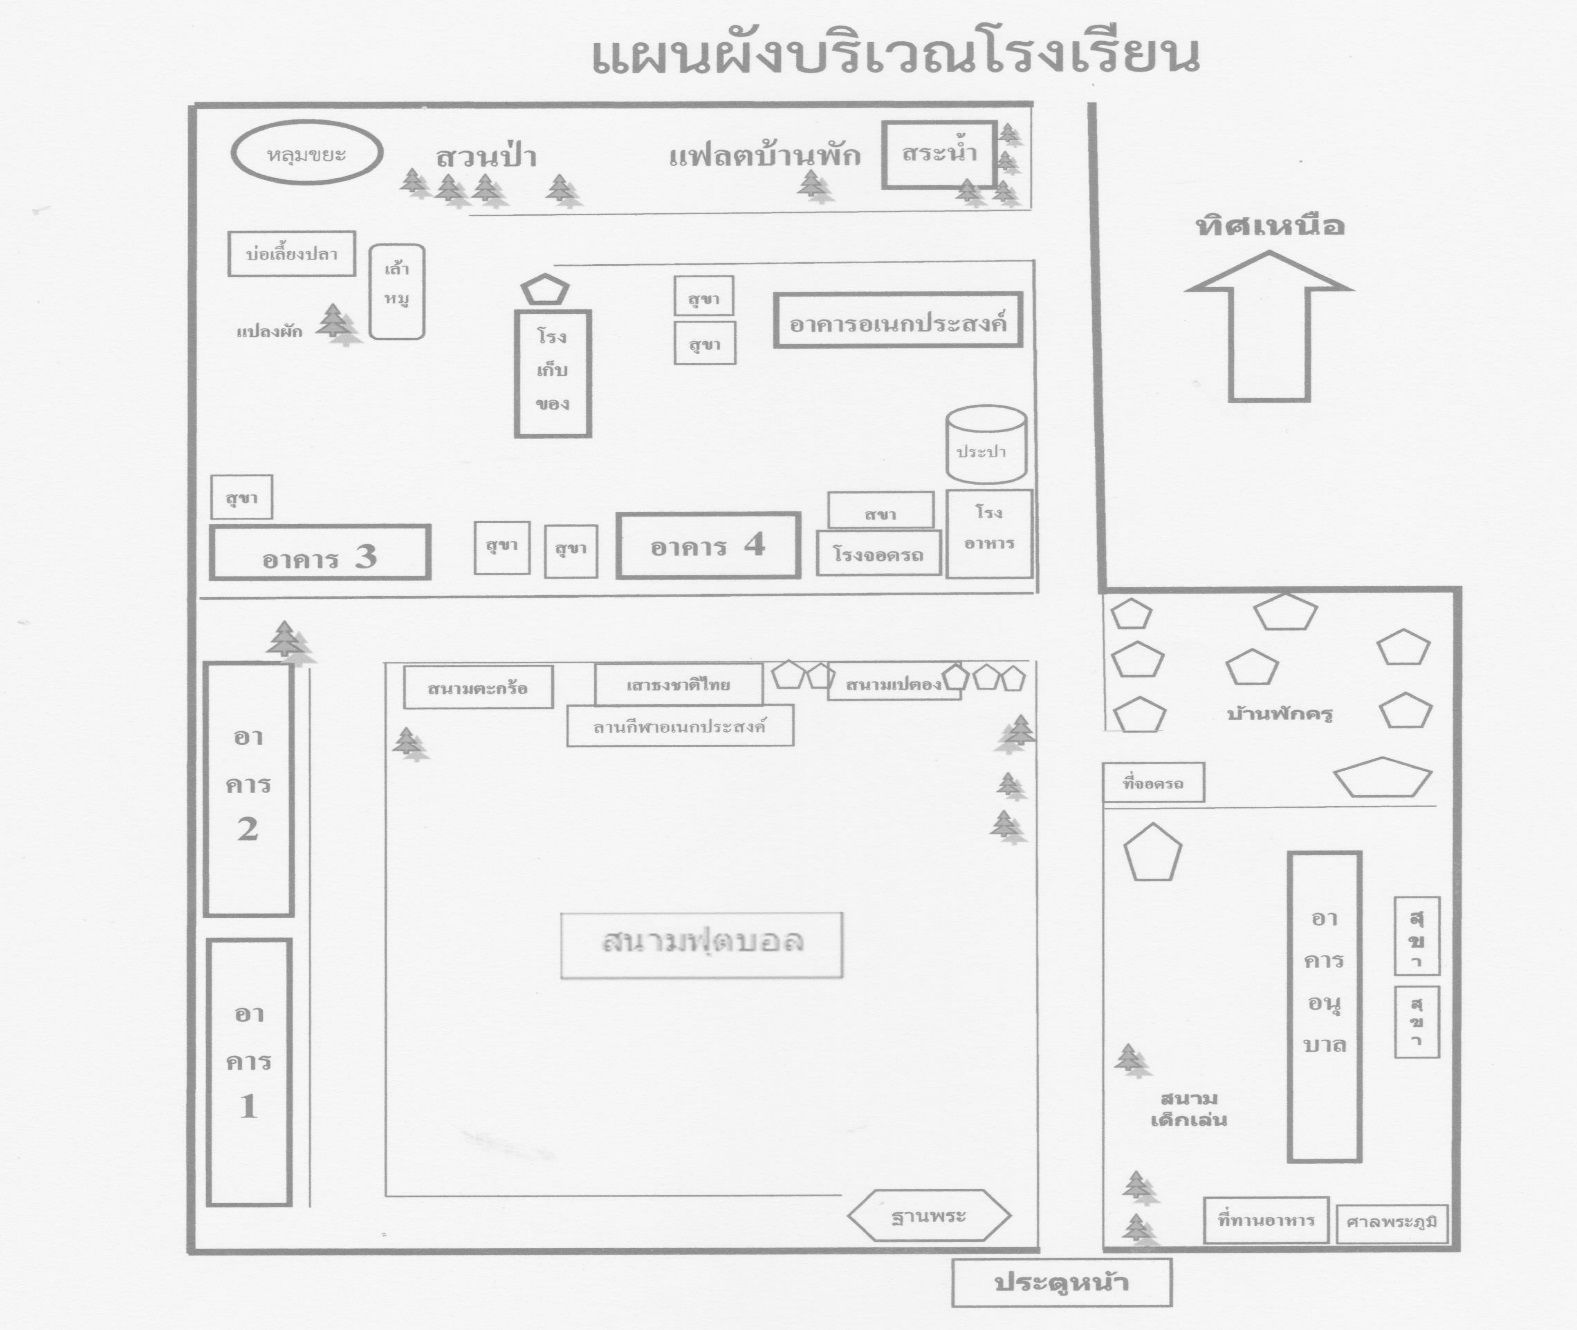 แผนผังบริเวณโรงเรียน
หลุมขยะ
สวนป่า
แฟลตบ้านพัก
สระน้ำ
ทิศเหนือ
บ่อเลี้ยงปลา
เล้า
หมู
แปลงผัก
โรง
เก็บ
ของ
สุขา
สุขา
อาคารอเนกประสงค์
ประปา
สุขา
อาคาร 3
สุขา
สุขา
อาคาร 4
สขา
โรงจอดรถ
โรง
อาหาร
สนามตะกร้อ
เสาธงชาติไทย
ลานกีฬาอเนกประสงค์
สนามเปตอง
บ้านพักครู
ที่จอดรถ
อา
คาร
2
อา
คาร
1
สนามฟุตบอล
อา
คาร
อนุ
บาล
สุ
ขา
สุ
ขา
สนาม
เด็กเล่น
ฐานพระ
ที่ทานอาหาร
ศาลพระภูมิ
ประตูหน้า